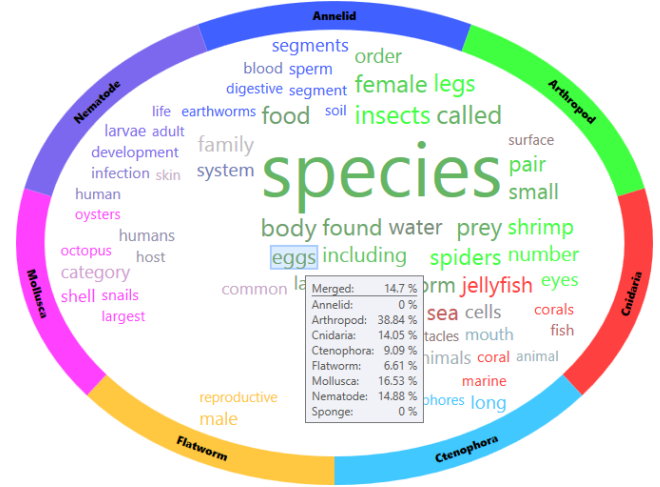 Annelid
segments
order
blood sperm
female legs
digestive segment
Nematode
Arthropod
life earthworms
soil
food
insects called
larvae adult
family
surface
development
species
pair
infection skin
system
small
human
oysters
body found water prey shrimp
humans
octopus
host
eggs including
spiders number
Mollusca
category
Cnidaria
common
jellyfish eyes
shell snails
largest
sea cells
corals
fish
mouth
coral animal
marine
long
reproductive
male
Merged: 14.7 %
Annelid: 0 %
Arthropod: 38.84 %
Cnidaria: 14.05 %
Ctenophora: 9.09 %
Flatworm: 6.61 %
Mollusca: 16.53 %
Nematode: 14.88 %
Sponge: 0 %
Flatworm
Ctenophora